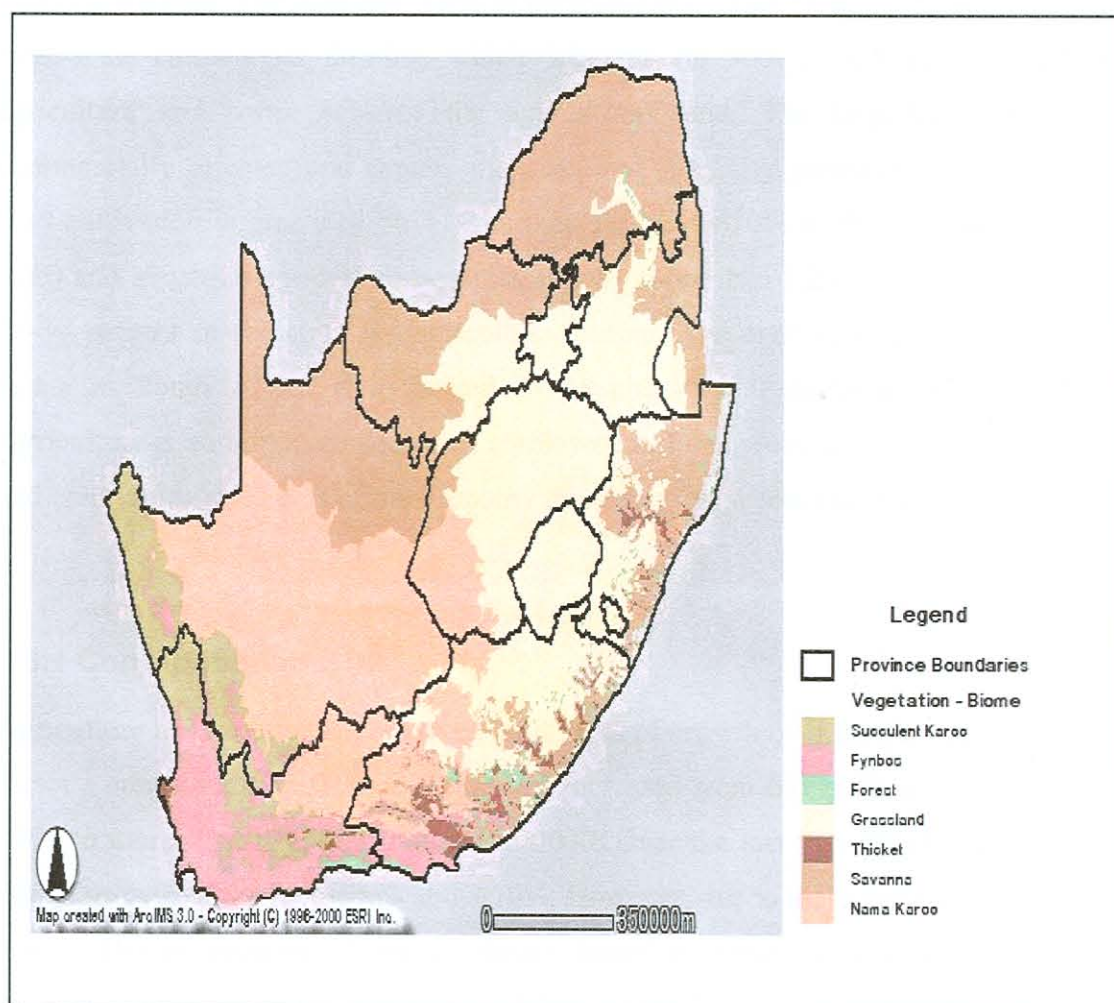 Legend
Province Boundaries
Vegetation - Biome
Succulent Karoo
Fynbos
Forest
Grassland
Thicket
Savanna
Nama Karoo
Map created with ArcIMS 3.0 - Copyright (C) 1996-2000 ESRI Inc.
0 350000m